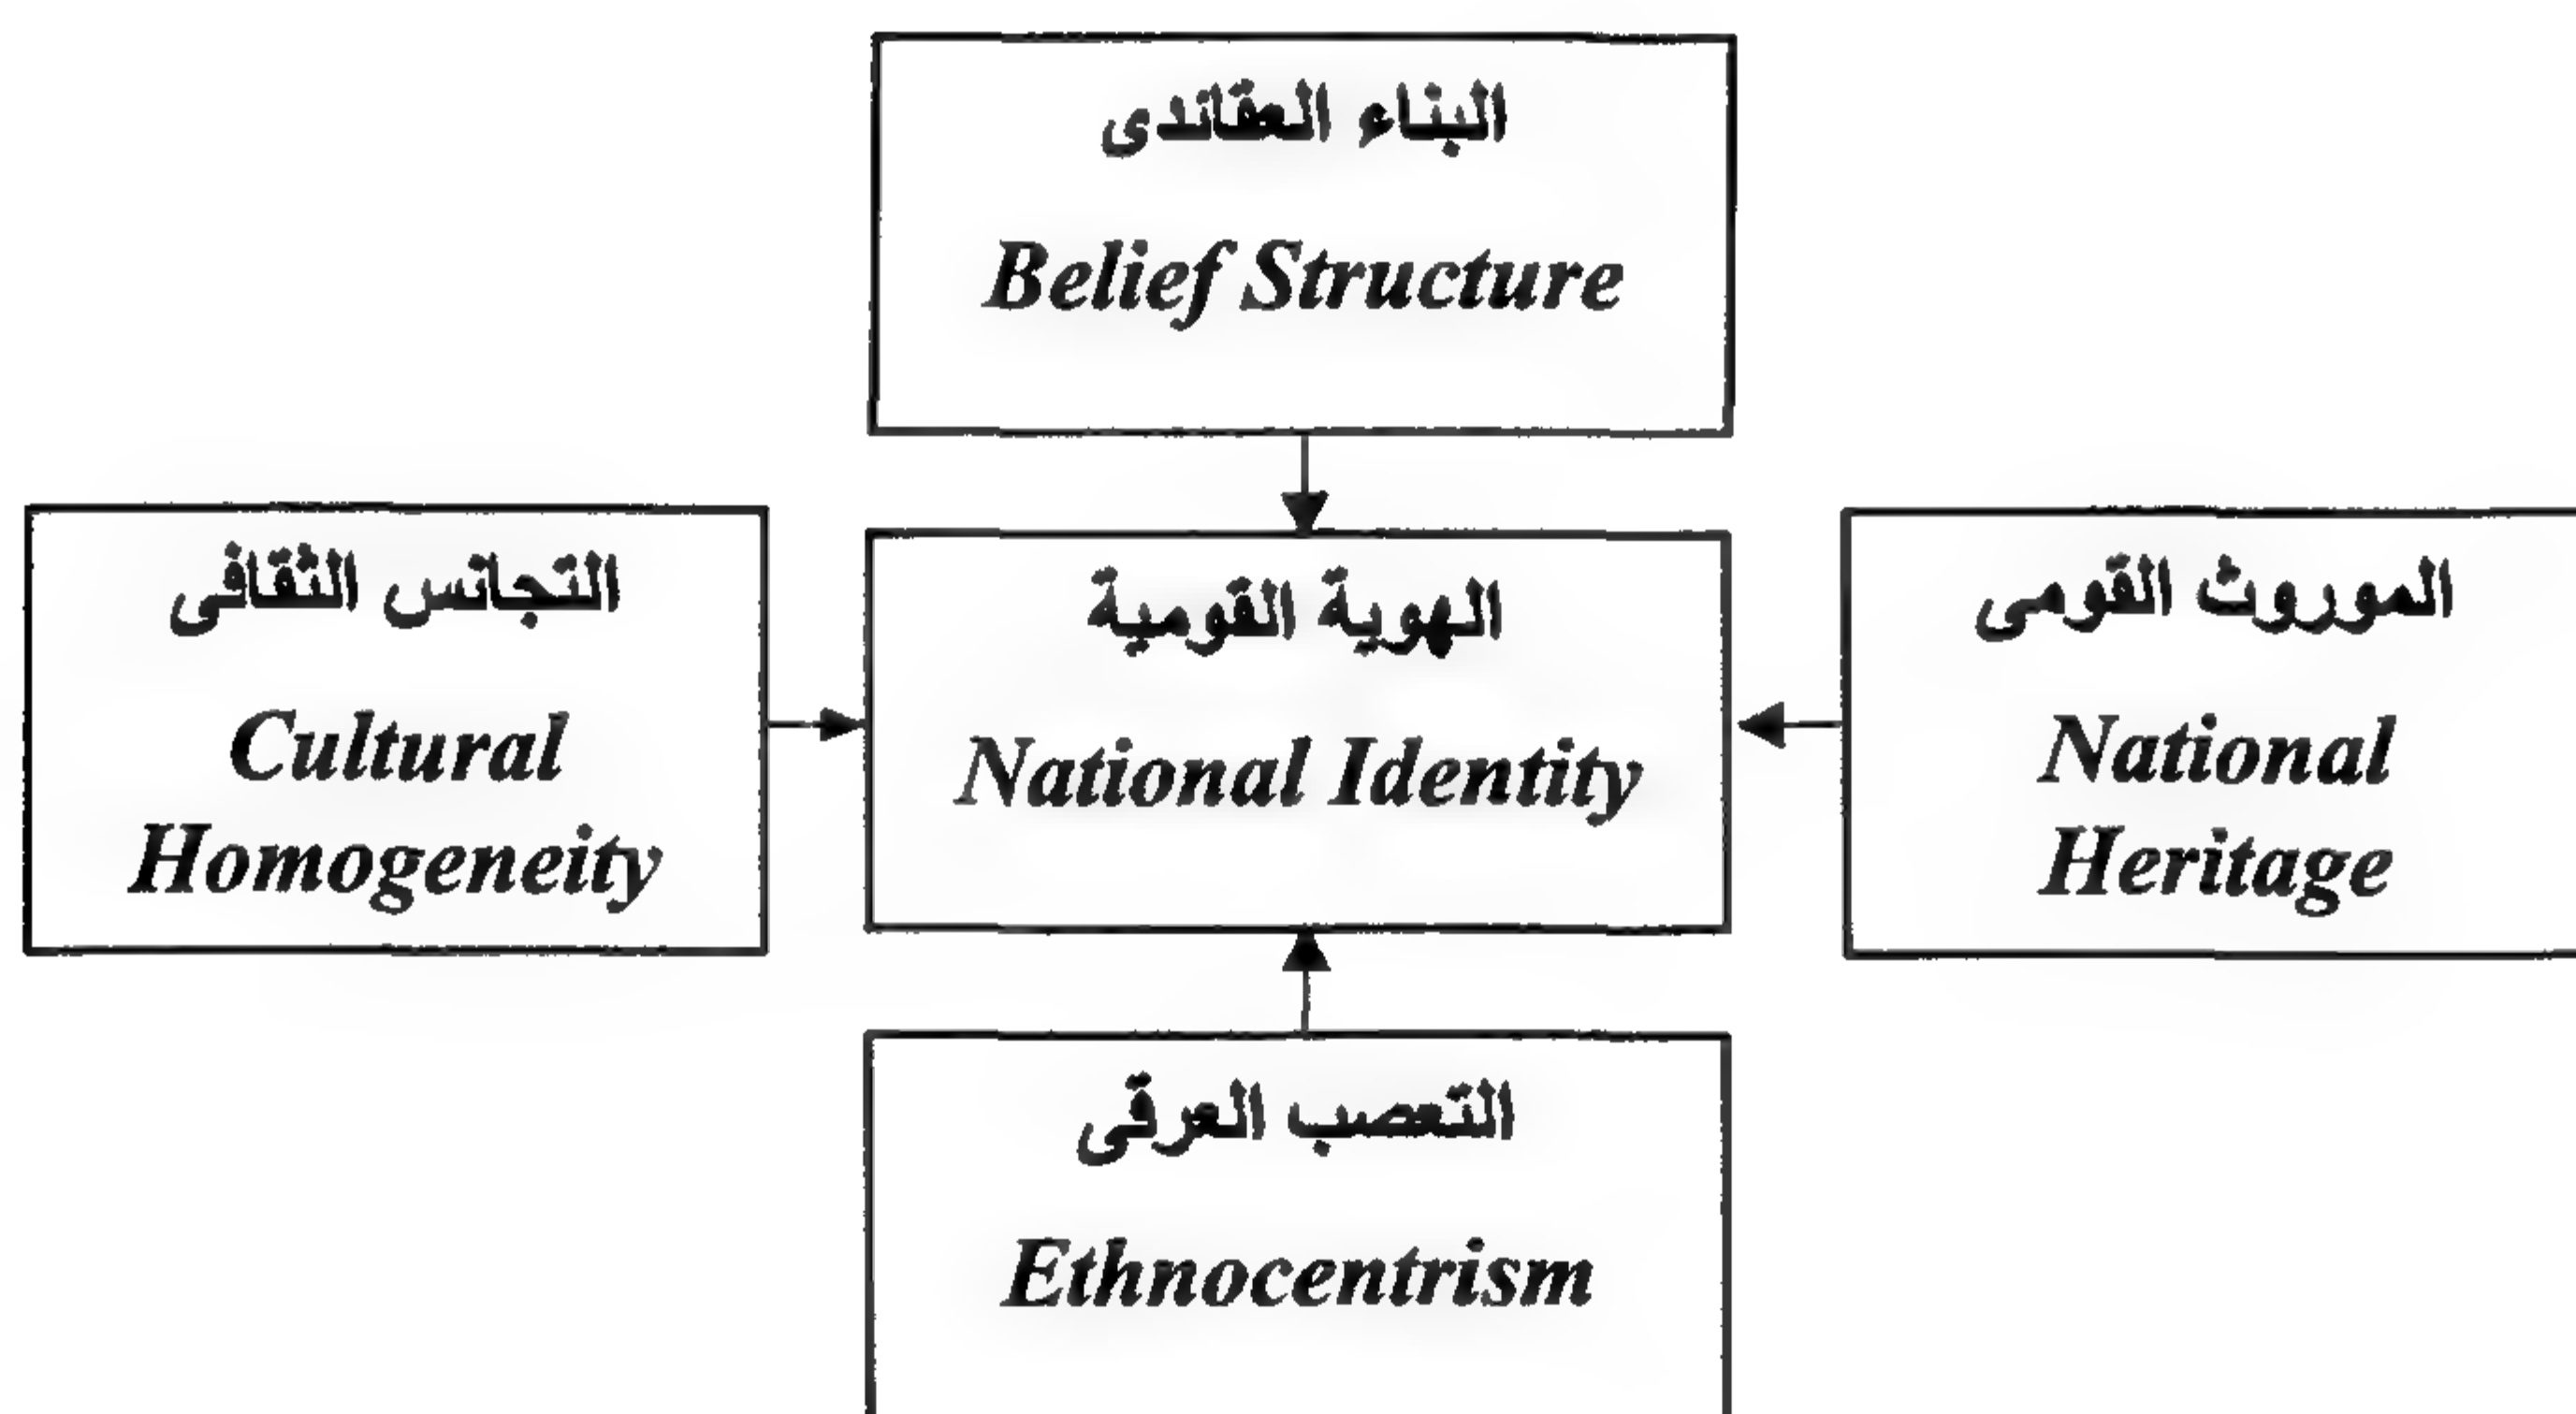 البناء العقائدى
Belief Structure
التجانس الثقافى
Cultural
Homogeneity
الهوية القومية
National Identity
الموروث القومى
National
Heritage
التعصب العرقى
Ethnocentrism